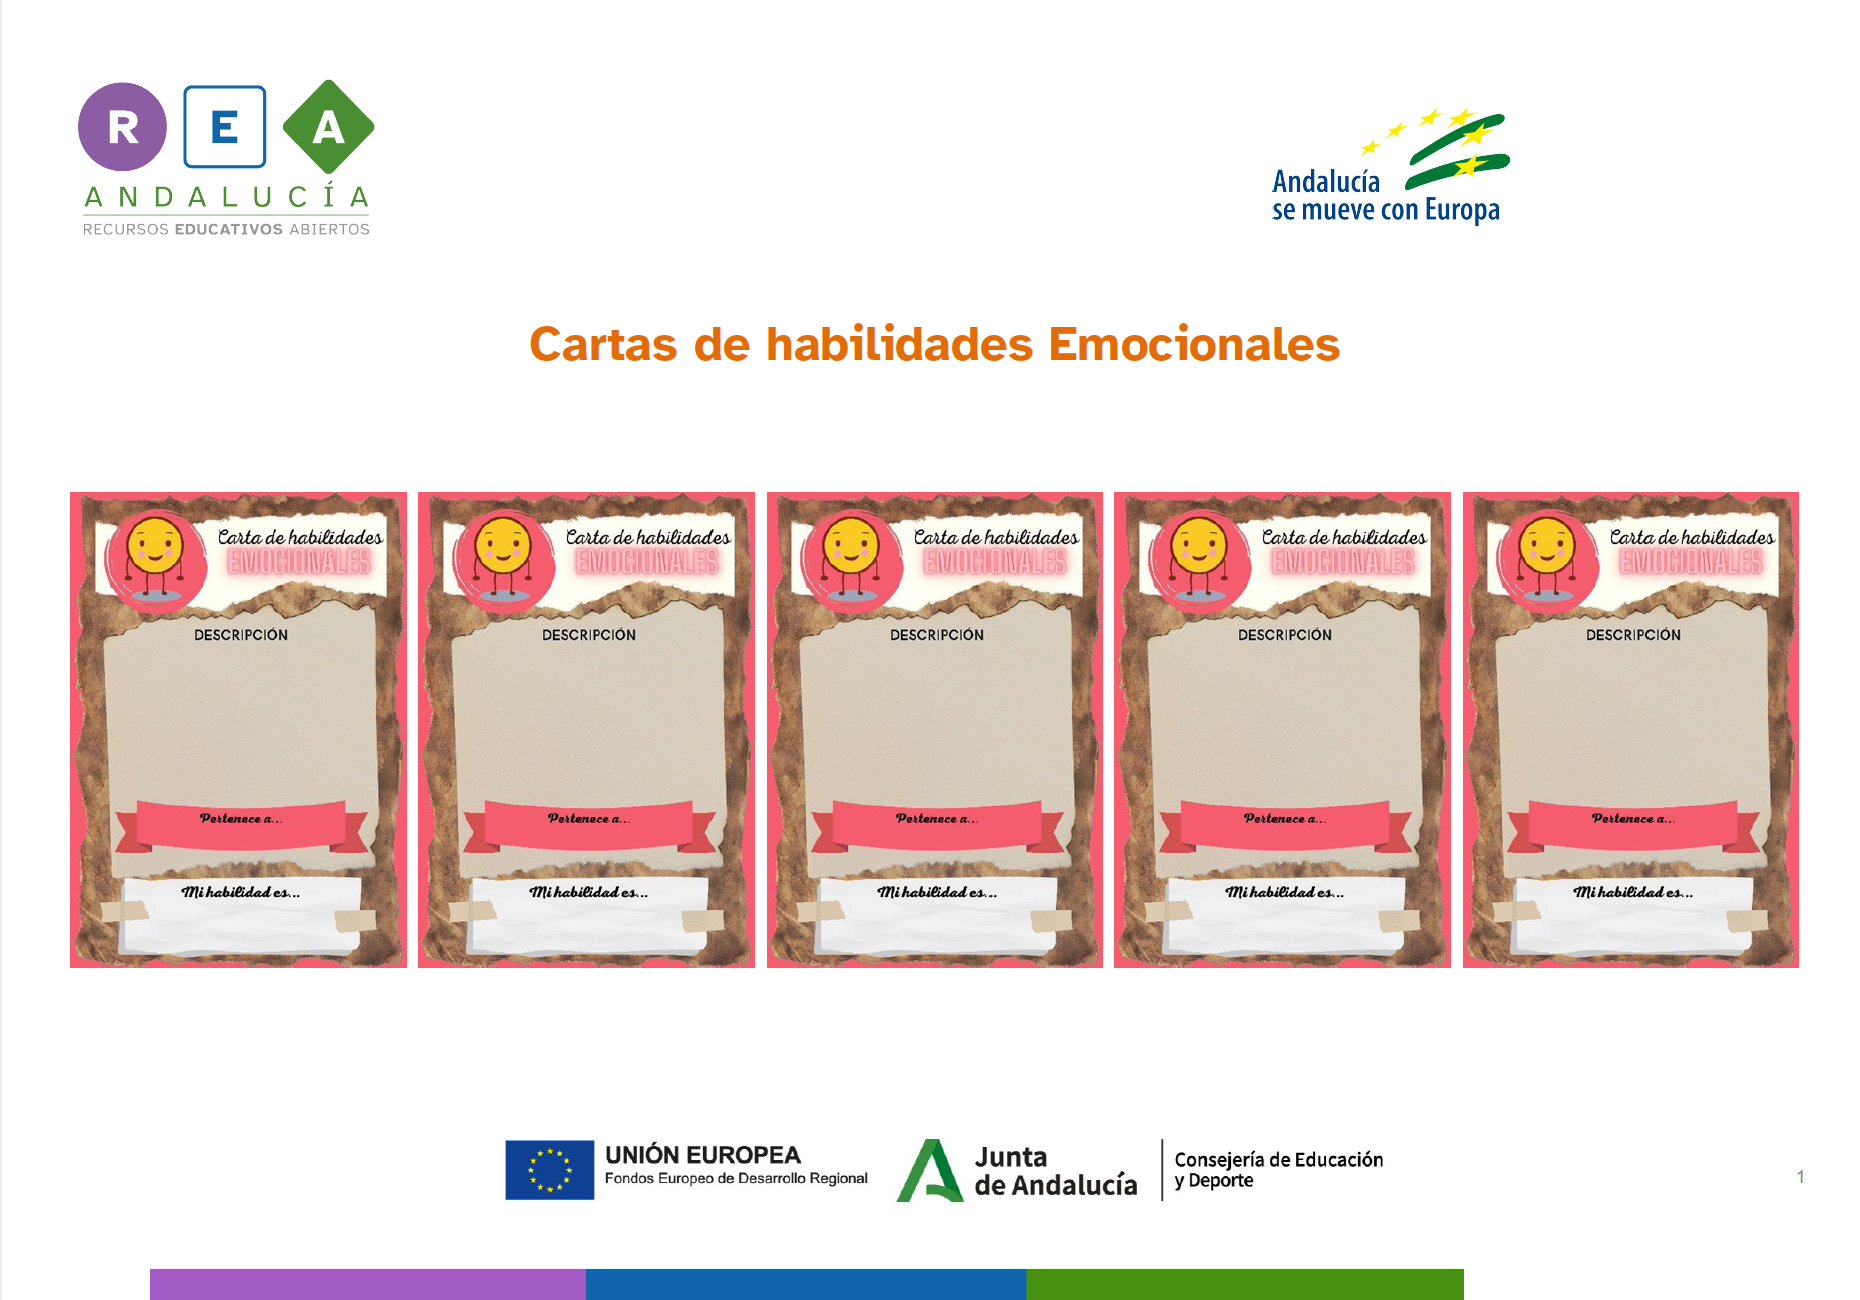 R E A
ANDALUCÍA
RECURSOS EDUCATIVOS ABIERTOS
Andalucía
se mueve con Europa
Cartas de habilidades Emocionales
Carta de habilidades
EMOCIONALES
DESCRIPCIÓN
Pertenece a...
Mi habilidad es...
Carta de habilidades
EMOCIONALES
DESCRIPCIÓN
Pertenece a...
Mi habilidad es...
Carta de habilidades
EMOCIONALES
DESCRIPCIÓN
Pertenece a...
Mi habilidad es...
Carta de habilidades
EMOCIONALES
DESCRIPCIÓN
Pertenece a...
Mi habilidad es...
Carta de habilidades
EMOCIONALES
DESCRIPCIÓN
Pertenece a...
Mi habilidad es...
UNIÓN EUROPEA
Fondos Europeo de Desarrollo Regional
Junta
de Andalucía
Consejería de Educación
y Deporte
1